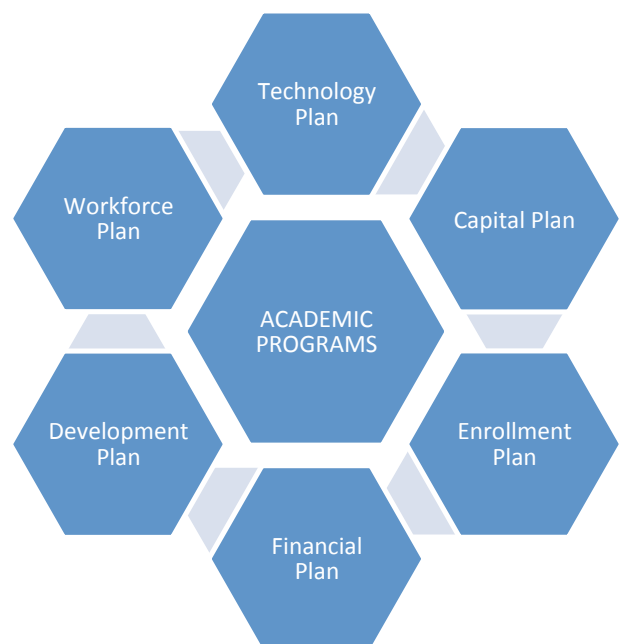 Technology
Plan
Workforce
Plan
Capital Plan
ACADEMIC
PROGRAMS
Development
Plan
Enrollment
Plan
Financial
Plan